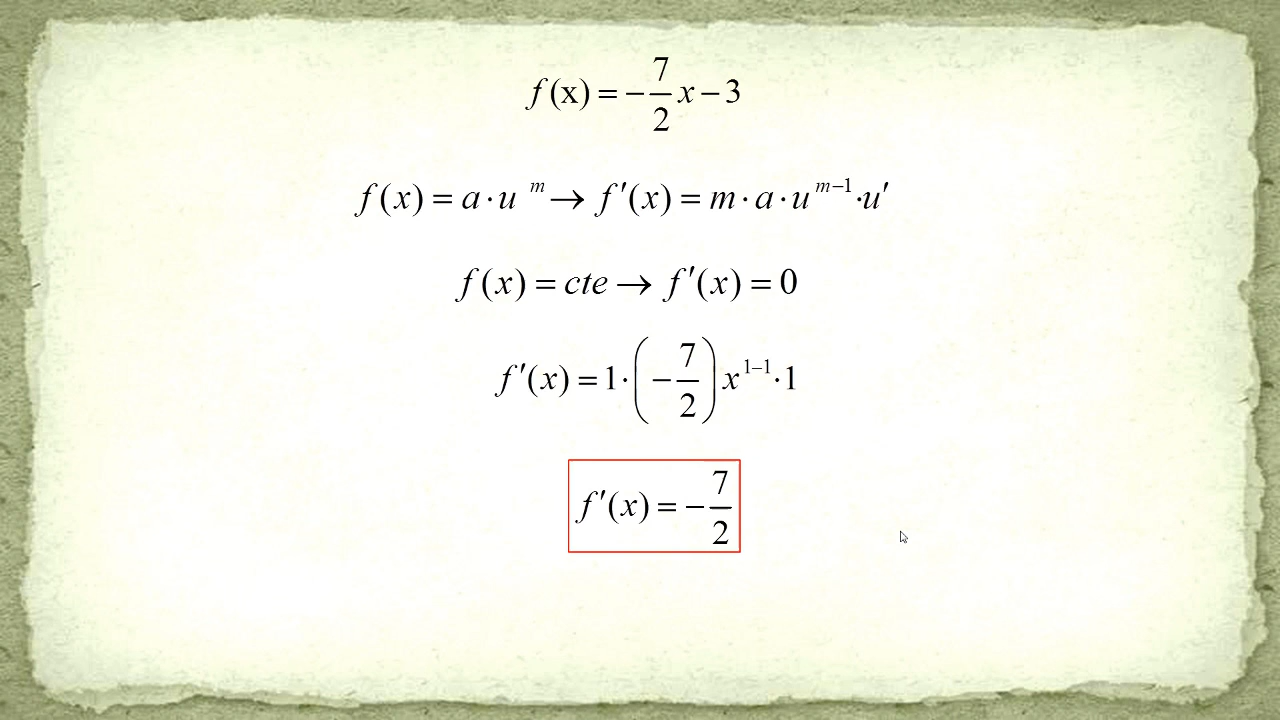 f(x) = -7/2 x - 3
f(x) = a · u^m → f'(x) = m · a · u^(m-1) · u'
f(x) = cte → f'(x) = 0
f'(x) = 1 · (-7/2) x^(1-1) · 1
f'(x) = -7/2